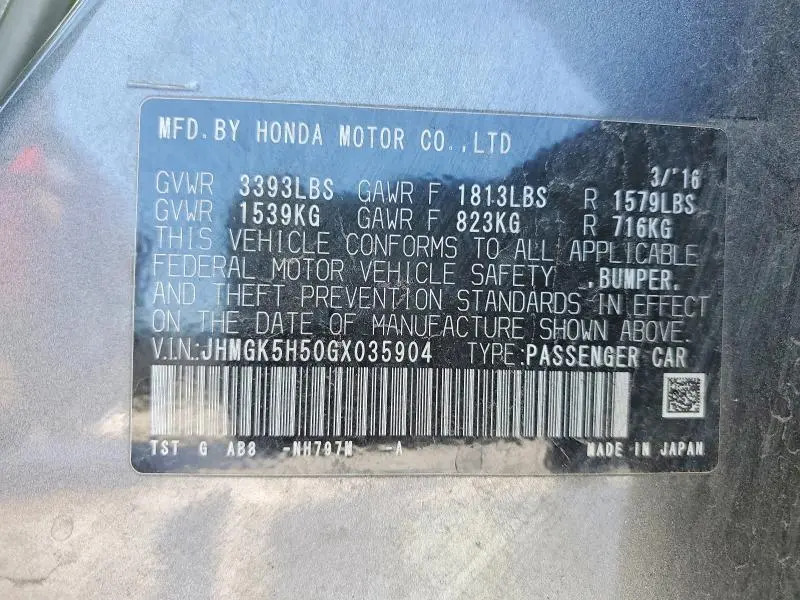 MFD.BY HONDA MOTOR CO.,LTD
3/'16
GVWR 3393LBS GAWR F 1813LBS R 1579LBS
GVWR 1539KG GAWR F 823KG R 716KG
THIS VEHICLE CONFORMS TO ALL APPLICABLE
FEDERAL MOTOR VEHICLE SAFETY ,BUMPER,
AND THEFT PREVENTION STANDARDS IN EFFECT
ON THE DATE OF MANUFACTURE SHOWN ABOVE.
V.IN:JHMGK5H50GX035904 TYPE:PASSENGER CAR
TST G AB8 -NH797M -A MADE IN JAPAN